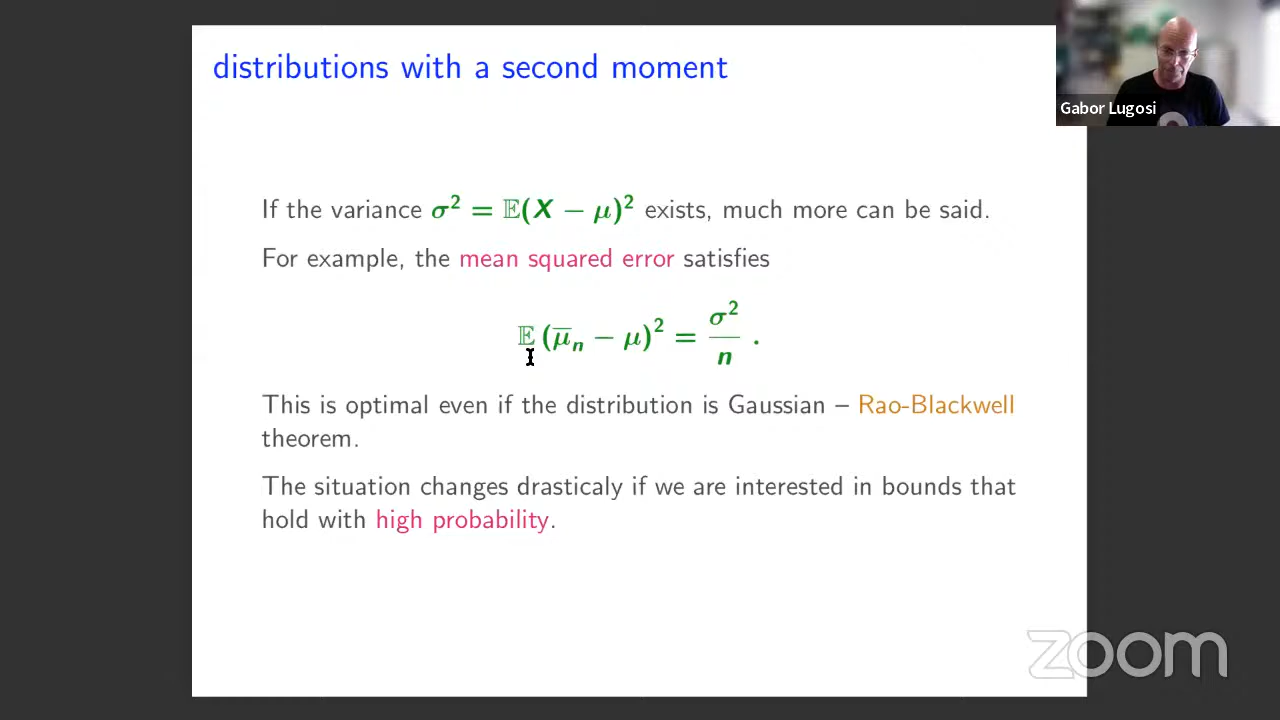 distributions with a second moment
Gabor Lugosi
If the variance σ² = 𝔼(X − μ)² exists, much more can be said.
For example, the mean squared error satisfies
𝔼 (μ̅ₙ − μ)² = σ²/n .
This is optimal even if the distribution is Gaussian – Rao-Blackwell
theorem.
The situation changes drasticaly if we are interested in bounds that
hold with high probability.
zoom